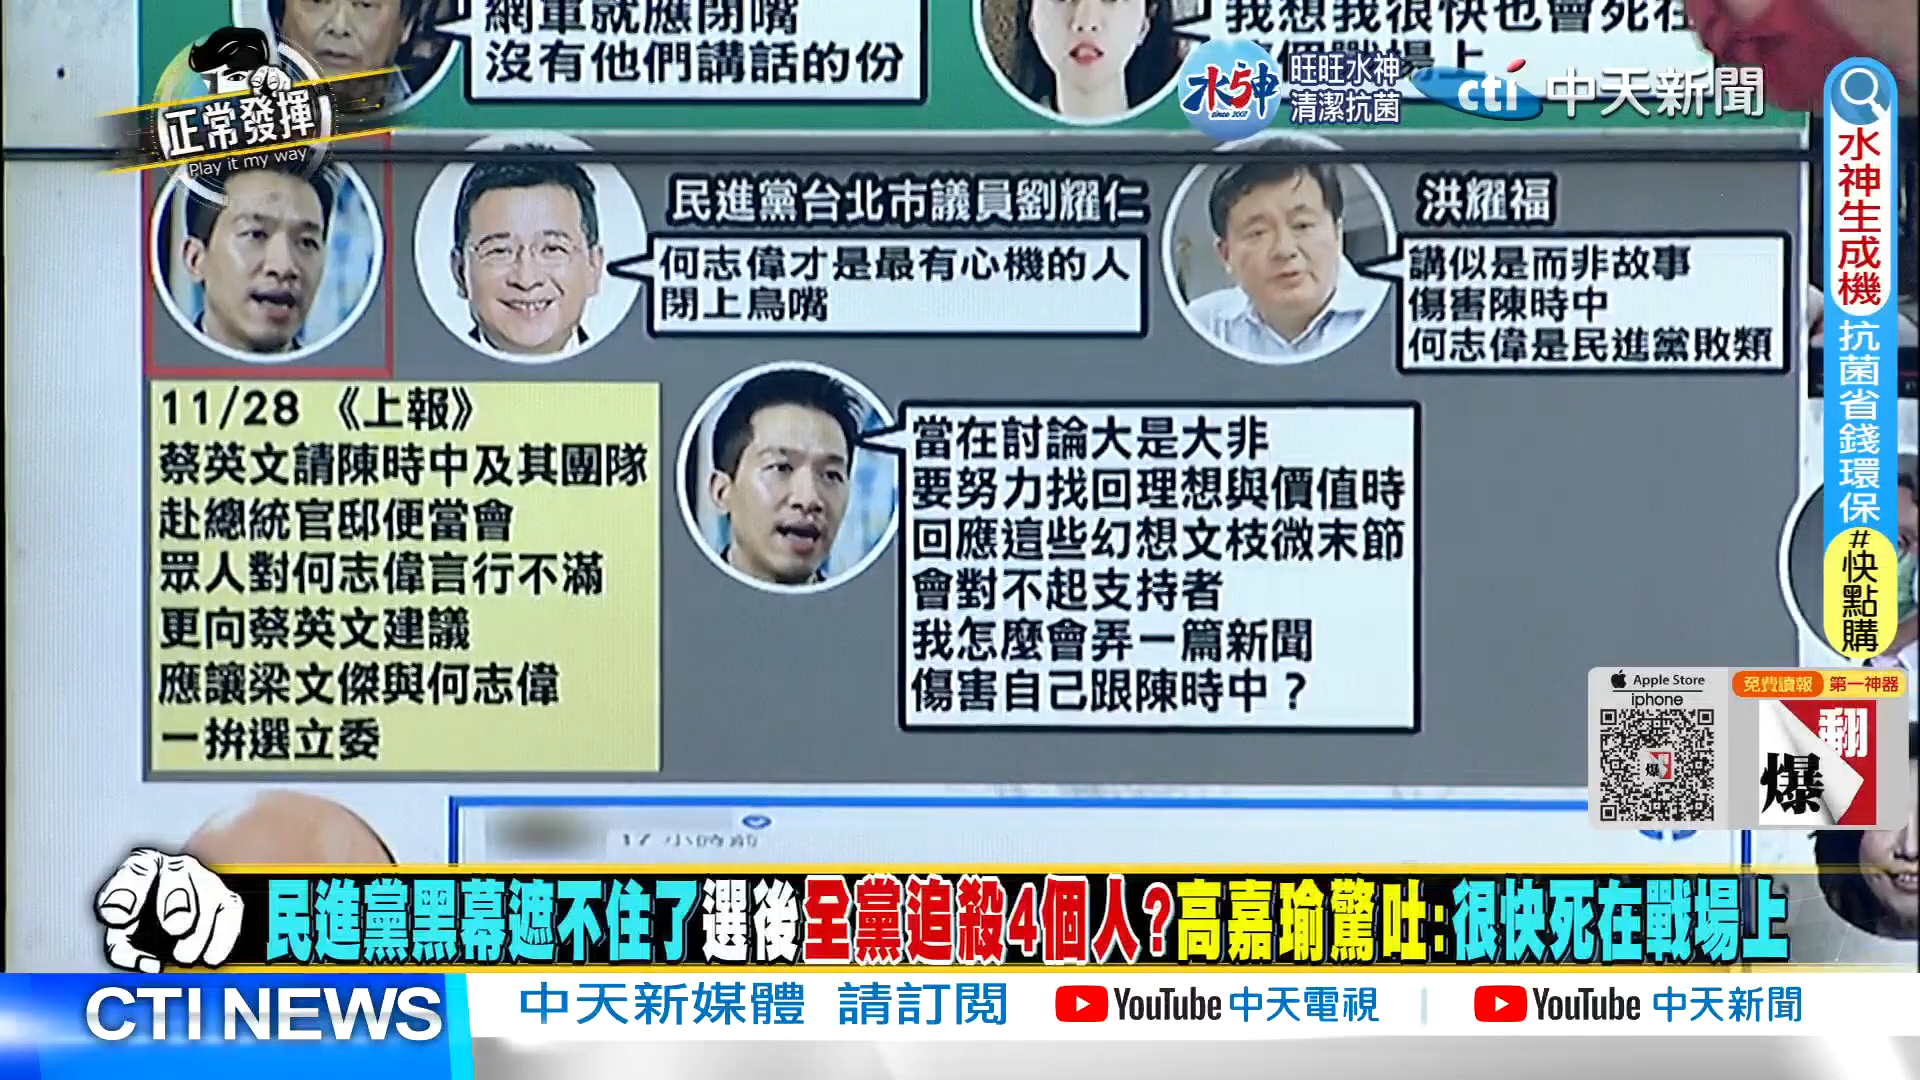 網軍就應閉嘴
沒有他們講話的份
我想我很快也會死在
個戰場上
正常發揮
Play it my way
水神
since 2007
旺旺水神
清潔抗菌
cti 中天新聞
民進黨台北市議員劉耀仁
何志偉才是最有心機的人
閉上鳥嘴
洪耀福
講似是而非故事
傷害陳時中
何志偉是民進黨敗類
11/28 《上報》
蔡英文請陳時中及其團隊
赴總統官邸便當會
眾人對何志偉言行不滿
更向蔡英文建議
應讓梁文傑與何志偉
一拚選立委
當在討論大是大非
要努力找回理想與價值時
回應這些幻想文枝微末節
會對不起支持者
我怎麼會弄一篇新聞
傷害自己跟陳時中？
水神生成機
抗菌省錢環保
#快點購
Apple Store
iphone
免費讀報 第一神器
翻爆
17 小時前
民進黨黑幕遮不住了選後全黨追殺4個人?高嘉瑜驚吐:很快死在戰場上
CTI NEWS
中天新媒體 請訂閱 YouTube 中天電視 | YouTube 中天新聞